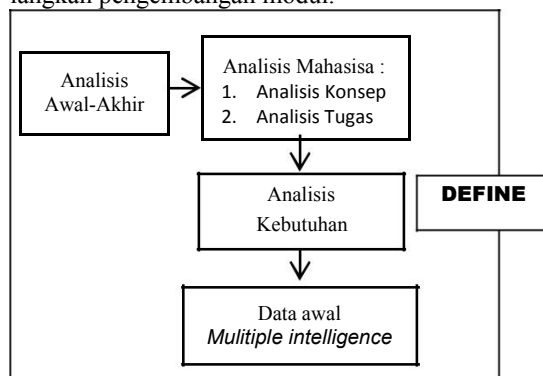 langkah pengembangan modul.
Analisis
Awal-Akhir
Analisis Mahasisa :
1. Analisis Konsep
2. Analisis Tugas
Analisis
Kebutuhan
DEFINE
Data awal
Mulitiple intelligence